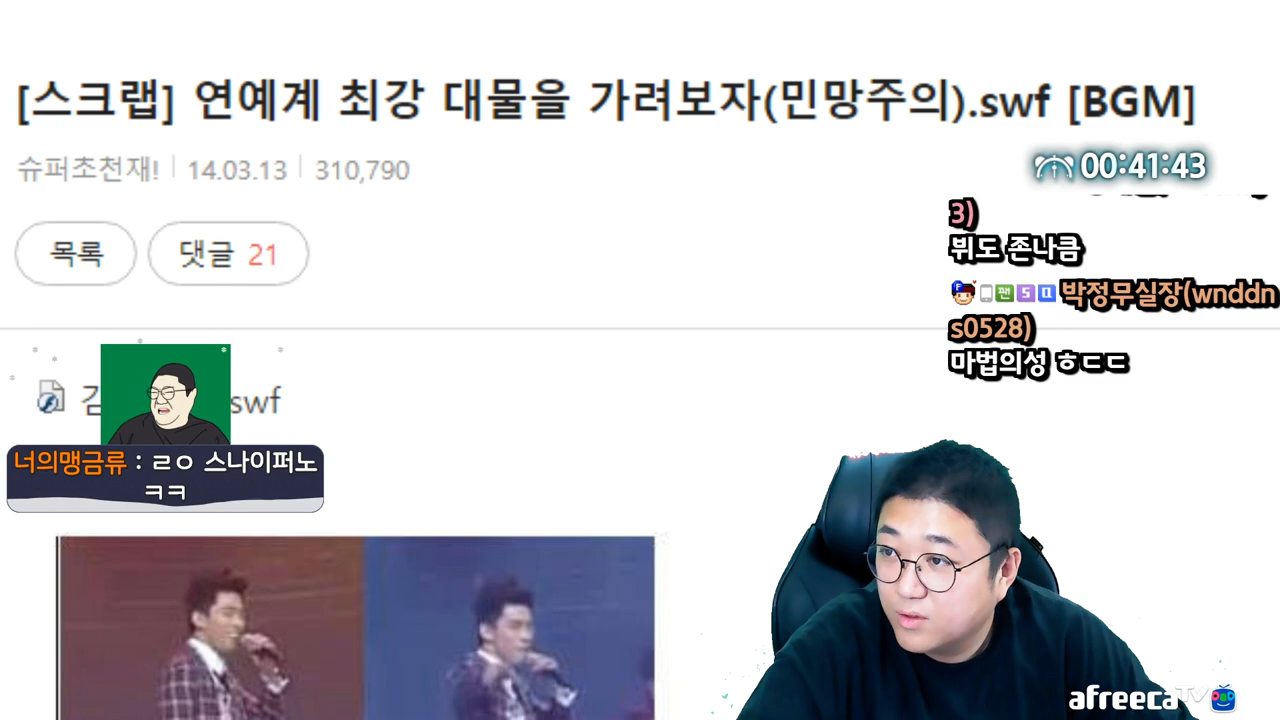 [스크랩] 연예계 최강 대물을 가려보자(민망주의).swf [BGM]
슈퍼초천재! 14.03.13 310,790
00:41:43
목록 댓글 21
3)
뷔도 존나큼
F 팬 5 a 박정무실장(wnddn
s0528)
마법의성 ㅎㄷㄷ
김 swf
너의맹금류 : ㄹㅇ 스나이퍼노
ㅋㅋ
afreecaTV